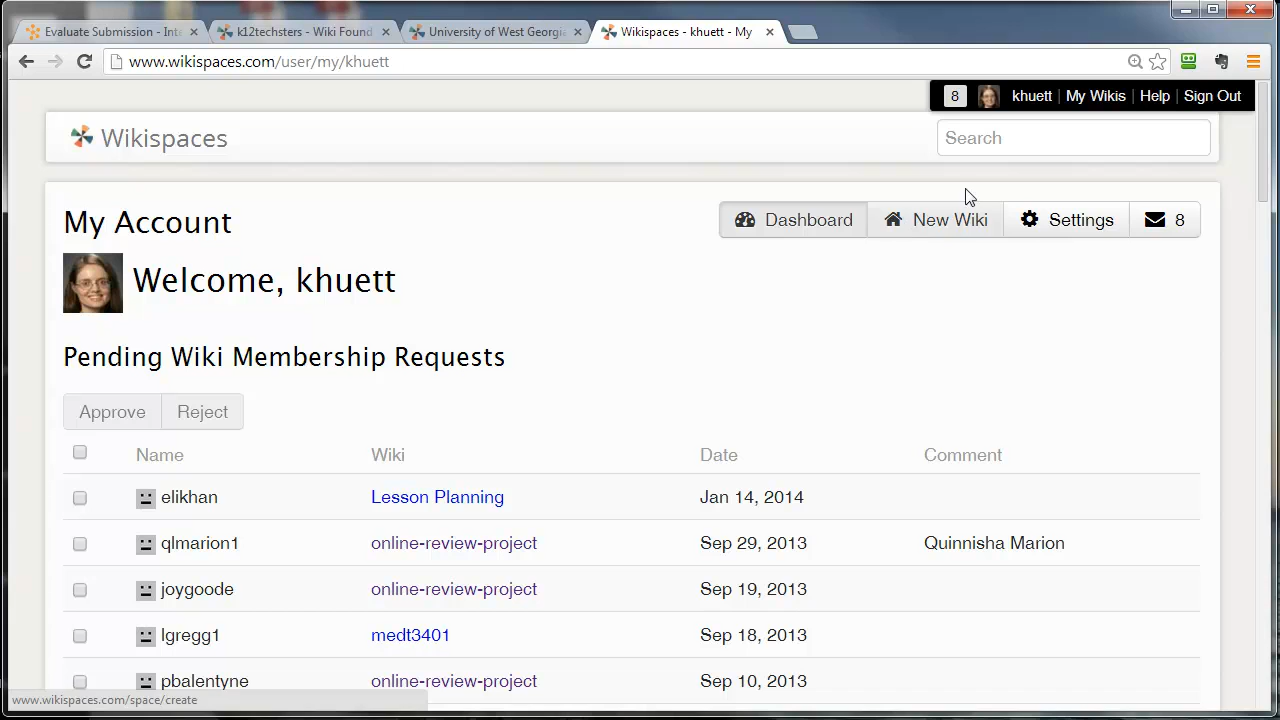 Evaluate Submission - Inte
k12techsters - Wiki Found
University of West Georgia
Wikispaces - khuett - My
www.wikispaces.com/user/my/khuett
8 khuett | My Wikis | Help | Sign Out
Wikispaces
Search
My Account
Dashboard New Wiki Settings 8
Welcome, khuett
Pending Wiki Membership Requests
Approve Reject
Name Wiki Date Comment
elikhan Lesson Planning Jan 14, 2014
qlmarion1 online-review-project Sep 29, 2013 Quinnisha Marion
joygoode online-review-project Sep 19, 2013
lgregg1 medt3401 Sep 18, 2013
pbalentyne online-review-project Sep 10, 2013
www.wikispaces.com/space/create